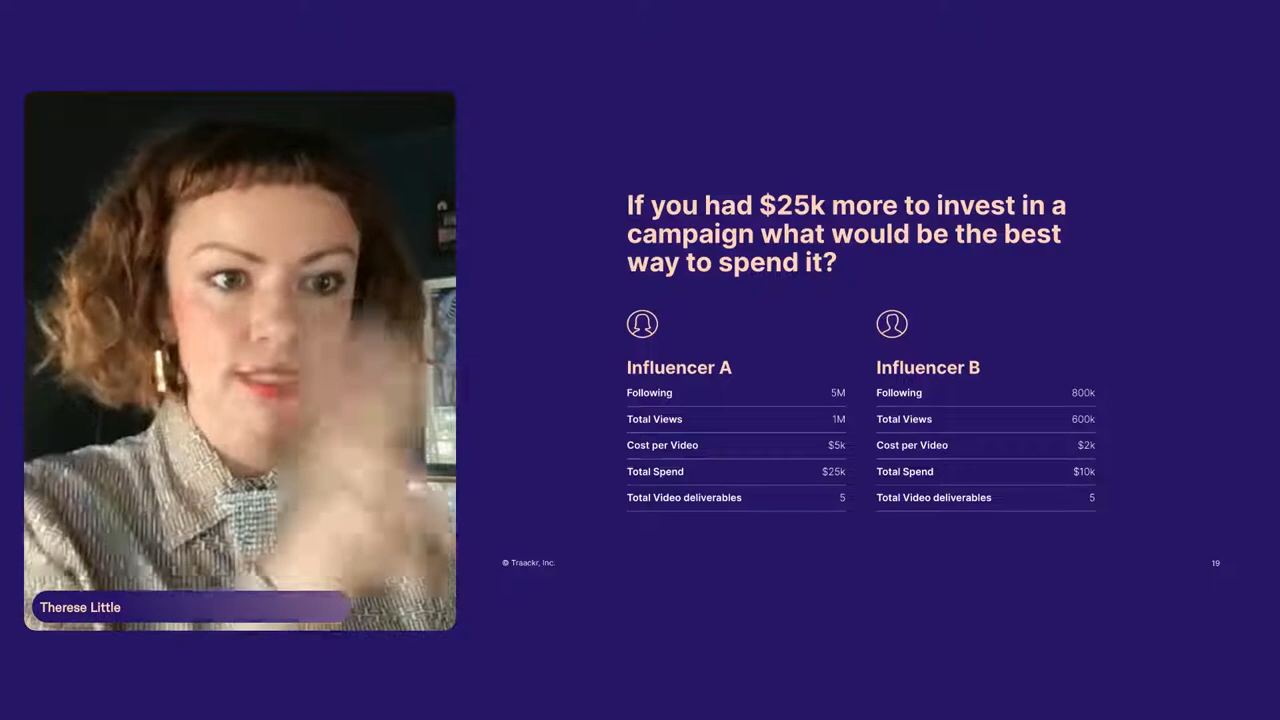 If you had $25k more to invest in a
campaign what would be the best
way to spend it?
Influencer A
Following 5M
Total Views 1M
Cost per Video $5k
Total Spend $25k
Total Video deliverables 5
Influencer B
Following 800k
Total Views 600k
Cost per Video $2k
Total Spend $10k
Total Video deliverables 5
© Traackr, Inc.
19
Therese Little